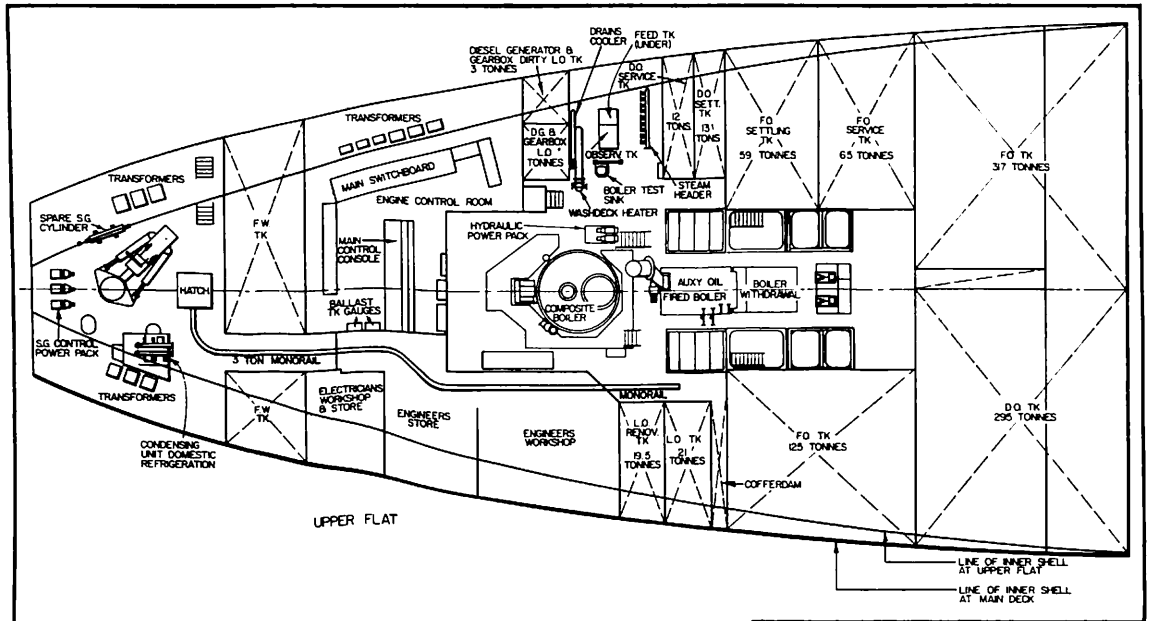 DRAINS
COOLER
FEED TK
(UNDER)
DIESEL GENERATOR &
GEARBOX DIRTY L.O TK
3 TONNES
D.O.
SERVICE
TK
TRANSFORMERS
D.G. &
GEARBOX
L.O
TONNES
OBSERV. TK
12
TONS.
D.O.
SETT.
TK
13
TONS
F.O.
SETTLING
TK
59 TONNES
F.O.
SERVICE
TK
65 TONNES
F.O. TK
317 TONNES
MAIN SWITCHBOARD
BOILER TEST
SINK
STEAM
HEADER
TRANSFORMERS
ENGINE CONTROL ROOM
WASHDECK HEATER
SPARE S.G.
CYLINDER
F.W
TK
HYDRAULIC
POWER PACK
MAIN
CONTROL
CONSOLE
HATCH.
AUXY OIL
FIRED BOILER
BOILER
WITHDRAWAL
COMPOSITE
BOILER
BALLAST
TK GAUGES
S.G. CONTROL
POWER PACK
3 TON MONORAIL
TRANSFORMERS
F.W
TK
ELECTRICIANS
WORKSHOP
& STORE
MONORAIL
ENGINEERS
STORE
ENGINEERS
WORKSHOP
L.O
RENOV.
TK
19.5
TONNES
L.O TK
21
TONNES
F.O TK
125 TONNES
D.O. TK
295 TONNES
CONDENSING
UNIT DOMESTIC
REFRIGERATION
COFFERDAM
UPPER FLAT
LINE OF INNER SHELL
AT UPPER FLAT
LINE OF INNER SHELL
AT MAIN DECK